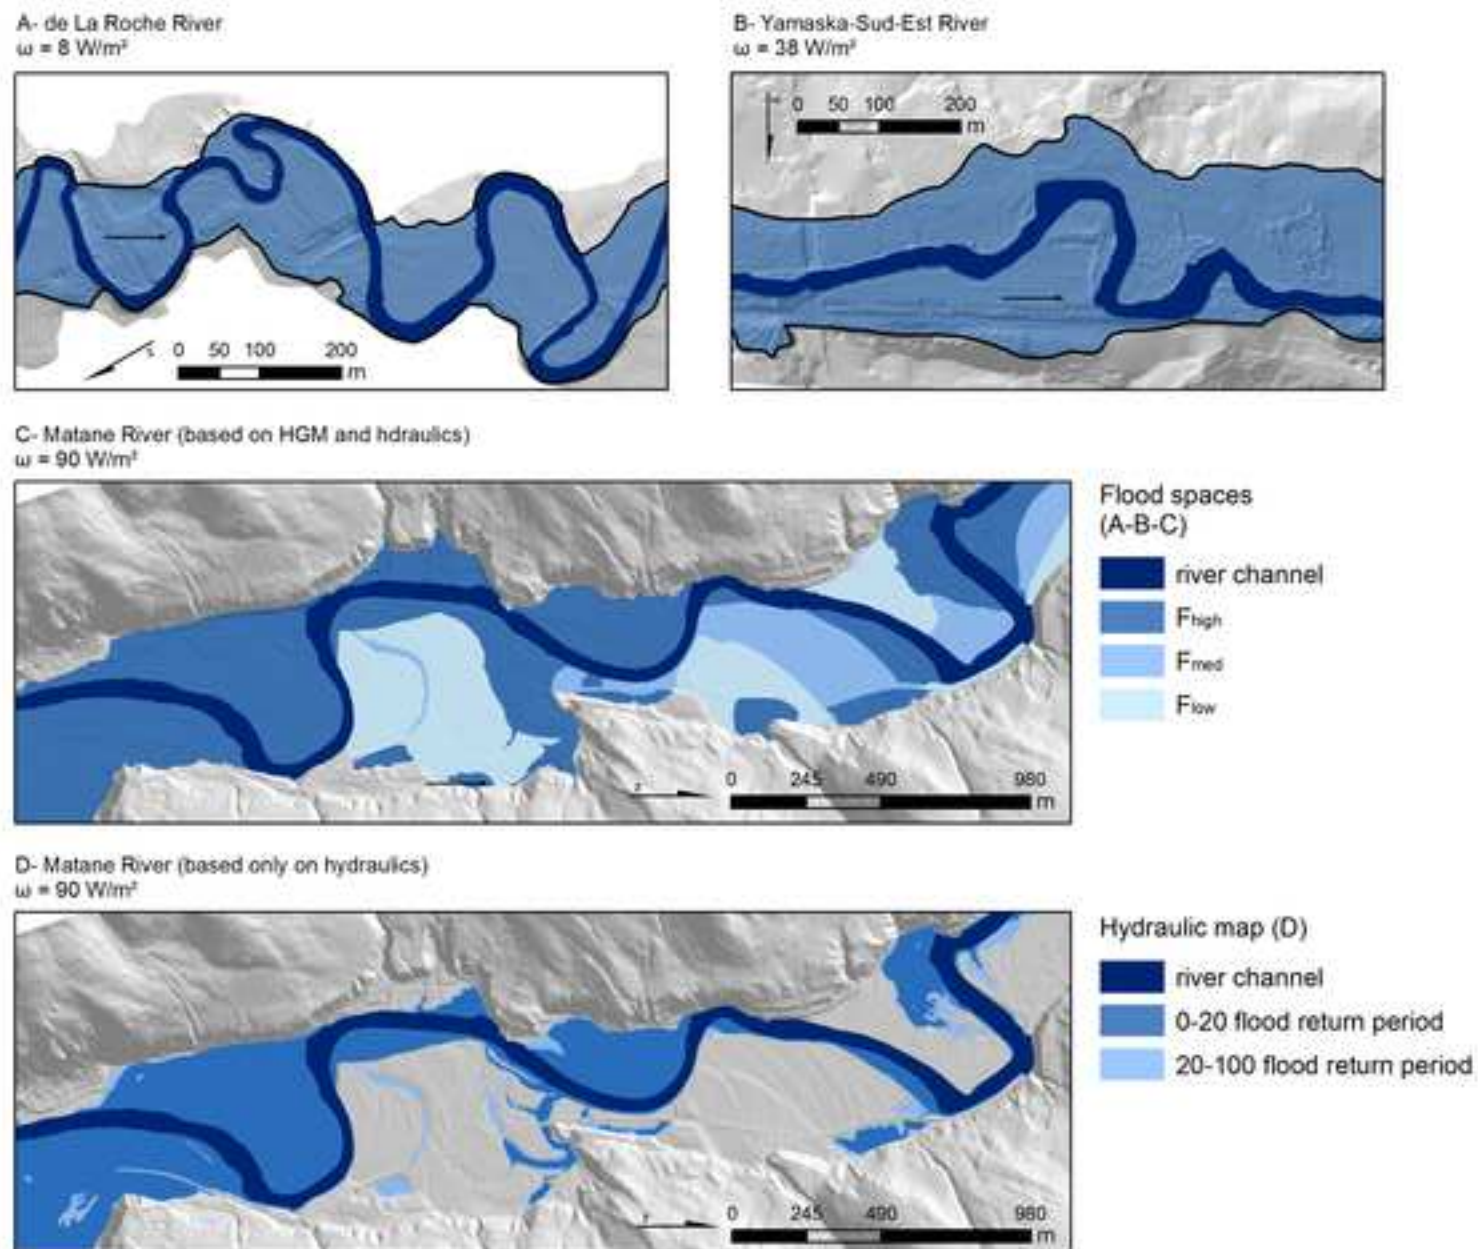 A- de La Roche River
ω = 8 W/m²
B- Yamaska-Sud-Est River
ω = 38 W/m²
0 50 100 200
m
0 50 100 200
m
C- Matane River (based on HGM and hdraulics)
ω = 90 W/m²
0 245 490 980
m
Flood spaces
(A-B-C)
river channel
Fhigh
Fmed
Flow
D- Matane River (based only on hydraulics)
ω = 90 W/m²
0 245 490 980
m
Hydraulic map (D)
river channel
0-20 flood return period
20-100 flood return period